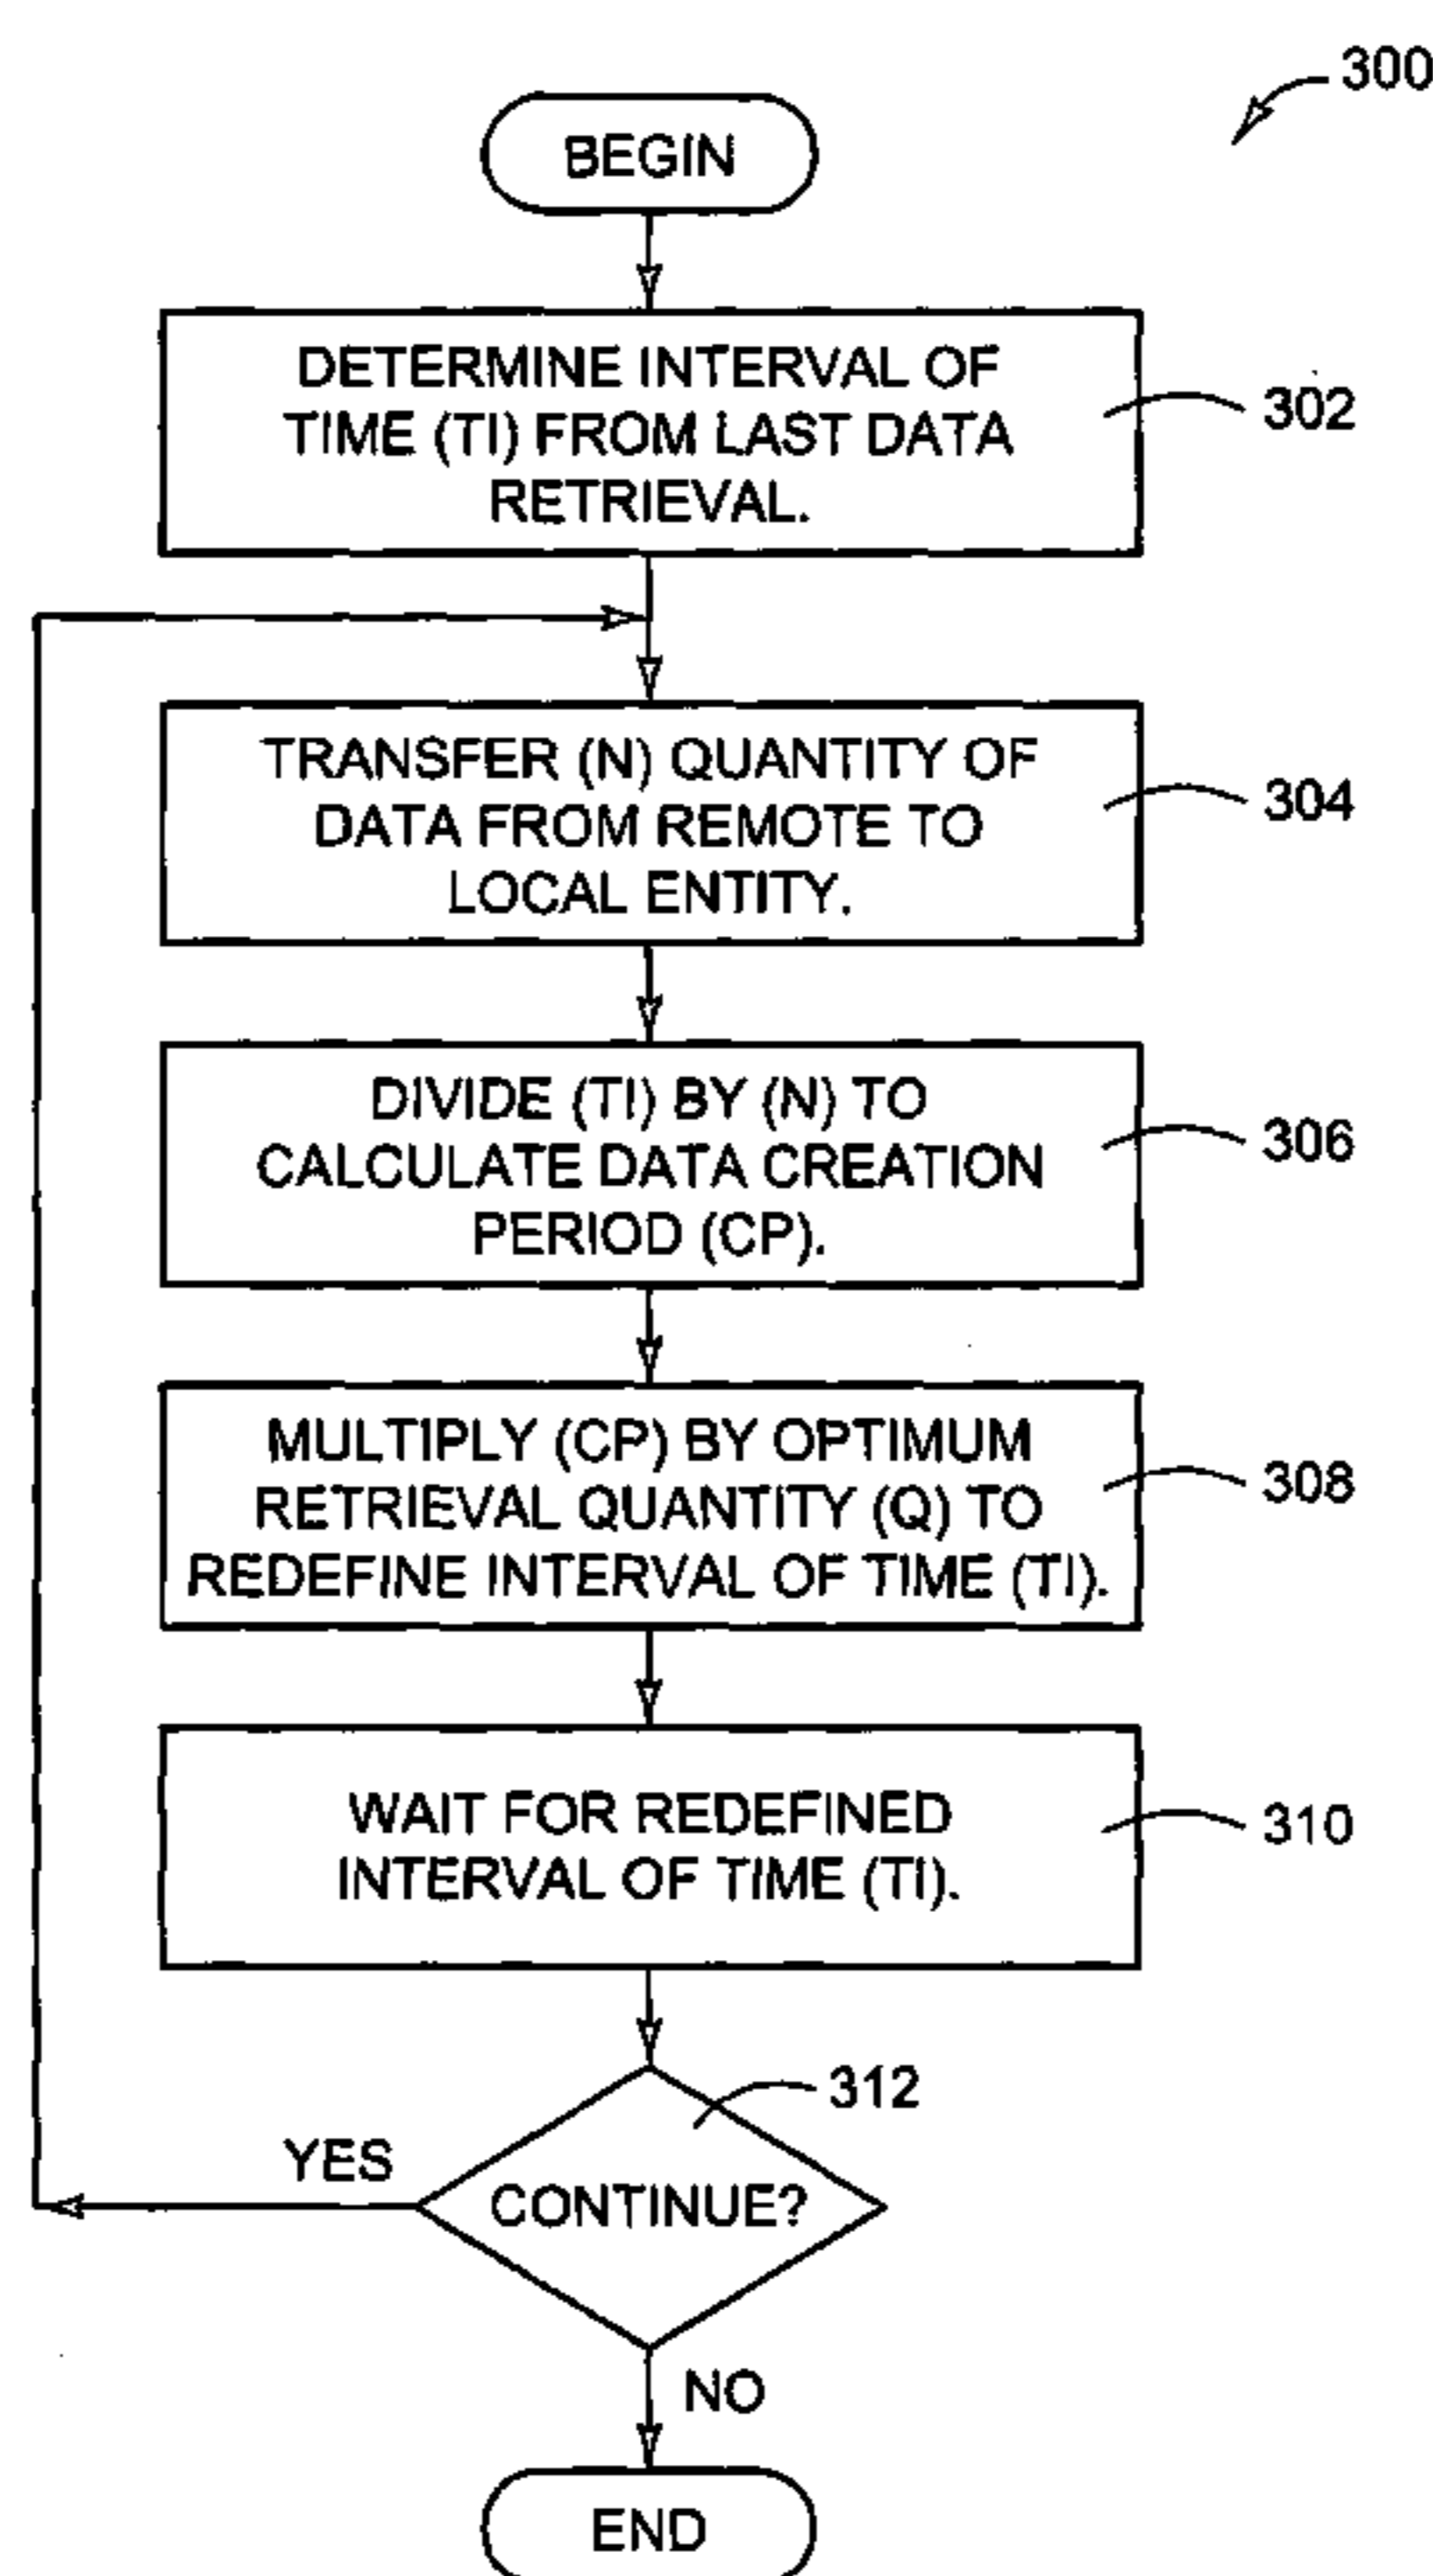 300
BEGIN
DETERMINE INTERVAL OF
TIME (TI) FROM LAST DATA
RETRIEVAL.
302
TRANSFER (N) QUANTITY OF
DATA FROM REMOTE TO
LOCAL ENTITY.
304
DIVIDE (TI) BY (N) TO
CALCULATE DATA CREATION
PERIOD (CP).
306
MULTIPLY (CP) BY OPTIMUM
RETRIEVAL QUANTITY (Q) TO
REDEFINE INTERVAL OF TIME (TI).
308
WAIT FOR REDEFINED
INTERVAL OF TIME (TI).
310
312
YES
CONTINUE?
NO
END